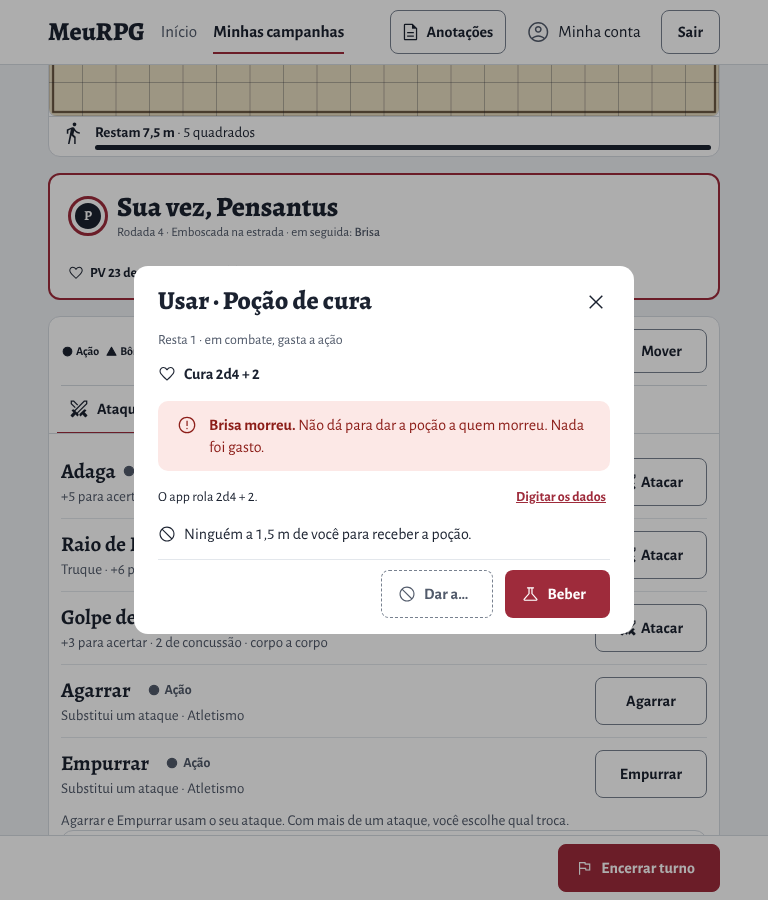 MeuRPG
Início
Minhas campanhas
Anotações
Minha conta
Sair
Restam 7,5 m · 5 quadrados
P
Sua vez, Pensantus
Rodada 4 · Emboscada na estrada · em seguida: Brisa
PV 23 de
Usar · Poção de cura
Resta 1 · em combate, gasta a ação
Cura 2d4 + 2
Brisa morreu. Não dá para dar a poção a quem morreu. Nada
foi gasto.
O app rola 2d4 + 2.
Digitar os dados
Ninguém a 1,5 m de você para receber a poção.
Dar a...
Beber
Ação
Mover
Adaga
+5 para
Atacar
Raio de
Truque · +6
Atacar
Golpe de
+3 para acertar · 2 de concussão · corpo a corpo
Atacar
Agarrar
Ação
Substitui um ataque · Atletismo
Agarrar
Empurrar
Ação
Substitui um ataque · Atletismo
Empurrar
Agarrar e Empurrar usam o seu ataque. Com mais de um ataque, você escolhe qual troca.
Encerrar turno